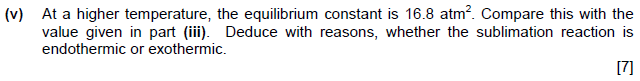 (v) At a higher temperature, the equilibrium constant is 16.8 atm². Compare this with the
value given in part (iii). Deduce with reasons, whether the sublimation reaction is
endothermic or exothermic.
[7]